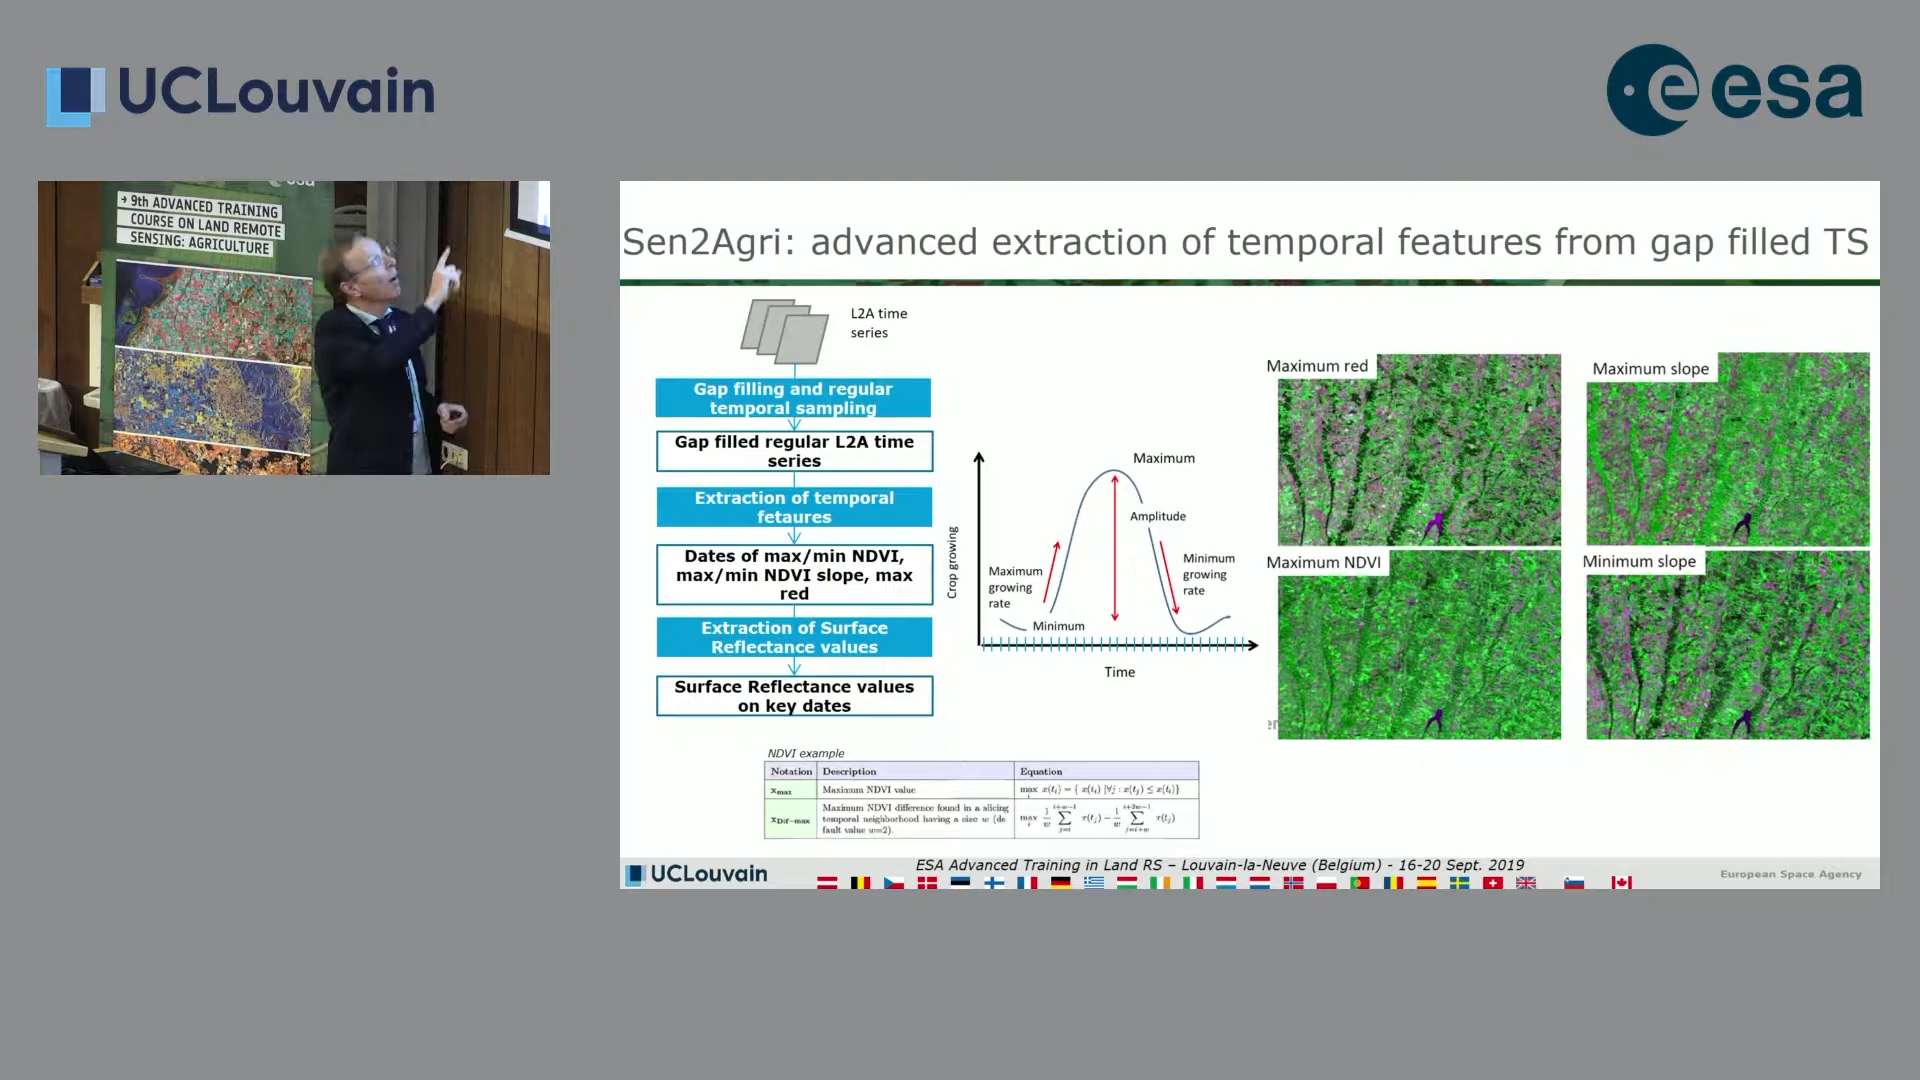 UCLouvain
esa
esa
→ 9th ADVANCED TRAINING
COURSE ON LAND REMOTE
SENSING: AGRICULTURE
Sen2Agri: advanced extraction of temporal features from gap filled TS
L2A time
series
Gap filling and regular
temporal sampling
Gap filled regular L2A time
series
Extraction of temporal
fetaures
Dates of max/min NDVI,
max/min NDVI slope, max
red
Extraction of Surface
Reflectance values
Surface Reflectance values
on key dates
Crop growing
Maximum
Amplitude
Maximum
growing
rate
Minimum
growing
rate
Minimum
Time
Maximum red
Maximum slope
Maximum NDVI
Minimum slope
NDVI example
Notation Description Equation
x_max Maximum NDVI value
Maximum NDVI difference found in a slicing
x_Dif-max temporal neighborhood having a size w (de
fault value w=2).
UCLouvain
ESA Advanced Training in Land RS – Louvain-la-Neuve (Belgium) - 16-20 Sept. 2019
European Space Agency